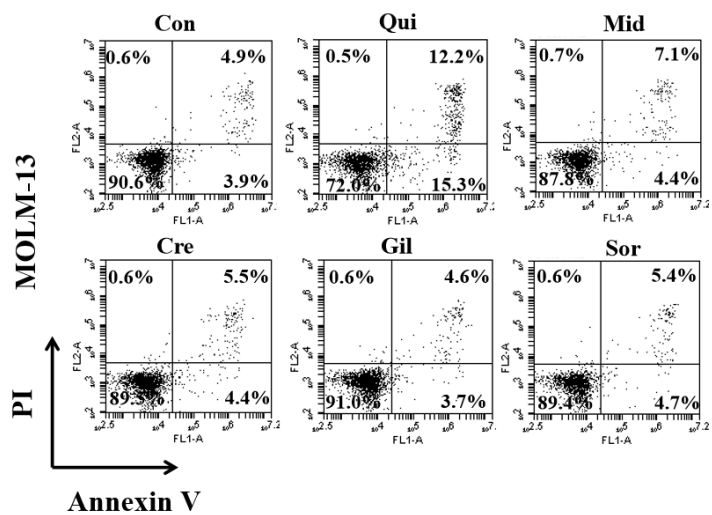 Con
Qui
Mid
0.6%
4.9%
90.6%
3.9%
0.5%
12.2%
72.0%
15.3%
0.7%
7.1%
87.8%
4.4%
FL2-A
FL2-A
FL2-A
FL1-A
FL1-A
FL1-A
Cre
Gil
Sor
0.6%
5.5%
4.4%
0.6%
4.6%
91.0%
3.7%
0.6%
5.4%
89.4%
4.7%
FL2-A
FL2-A
FL2-A
FL1-A
FL1-A
FL1-A
MOLM-13
PI
Annexin V